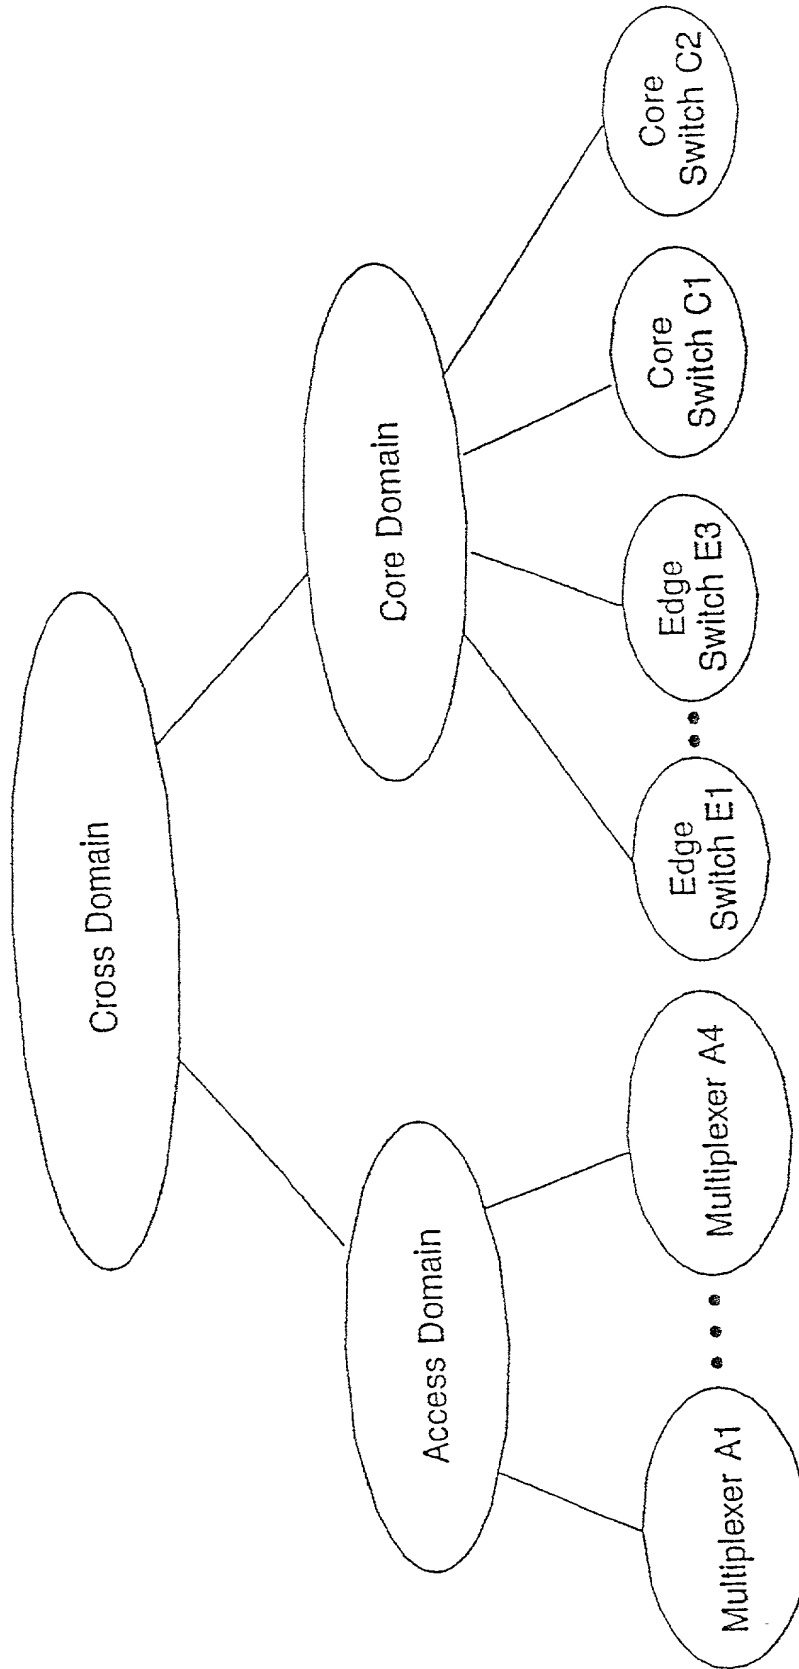 Cross Domain
Access Domain
Core Domain
Multiplexer A1
Multiplexer A4
Edge
Switch E1
Edge
Switch E3
Core
Switch C1
Core
Switch C2